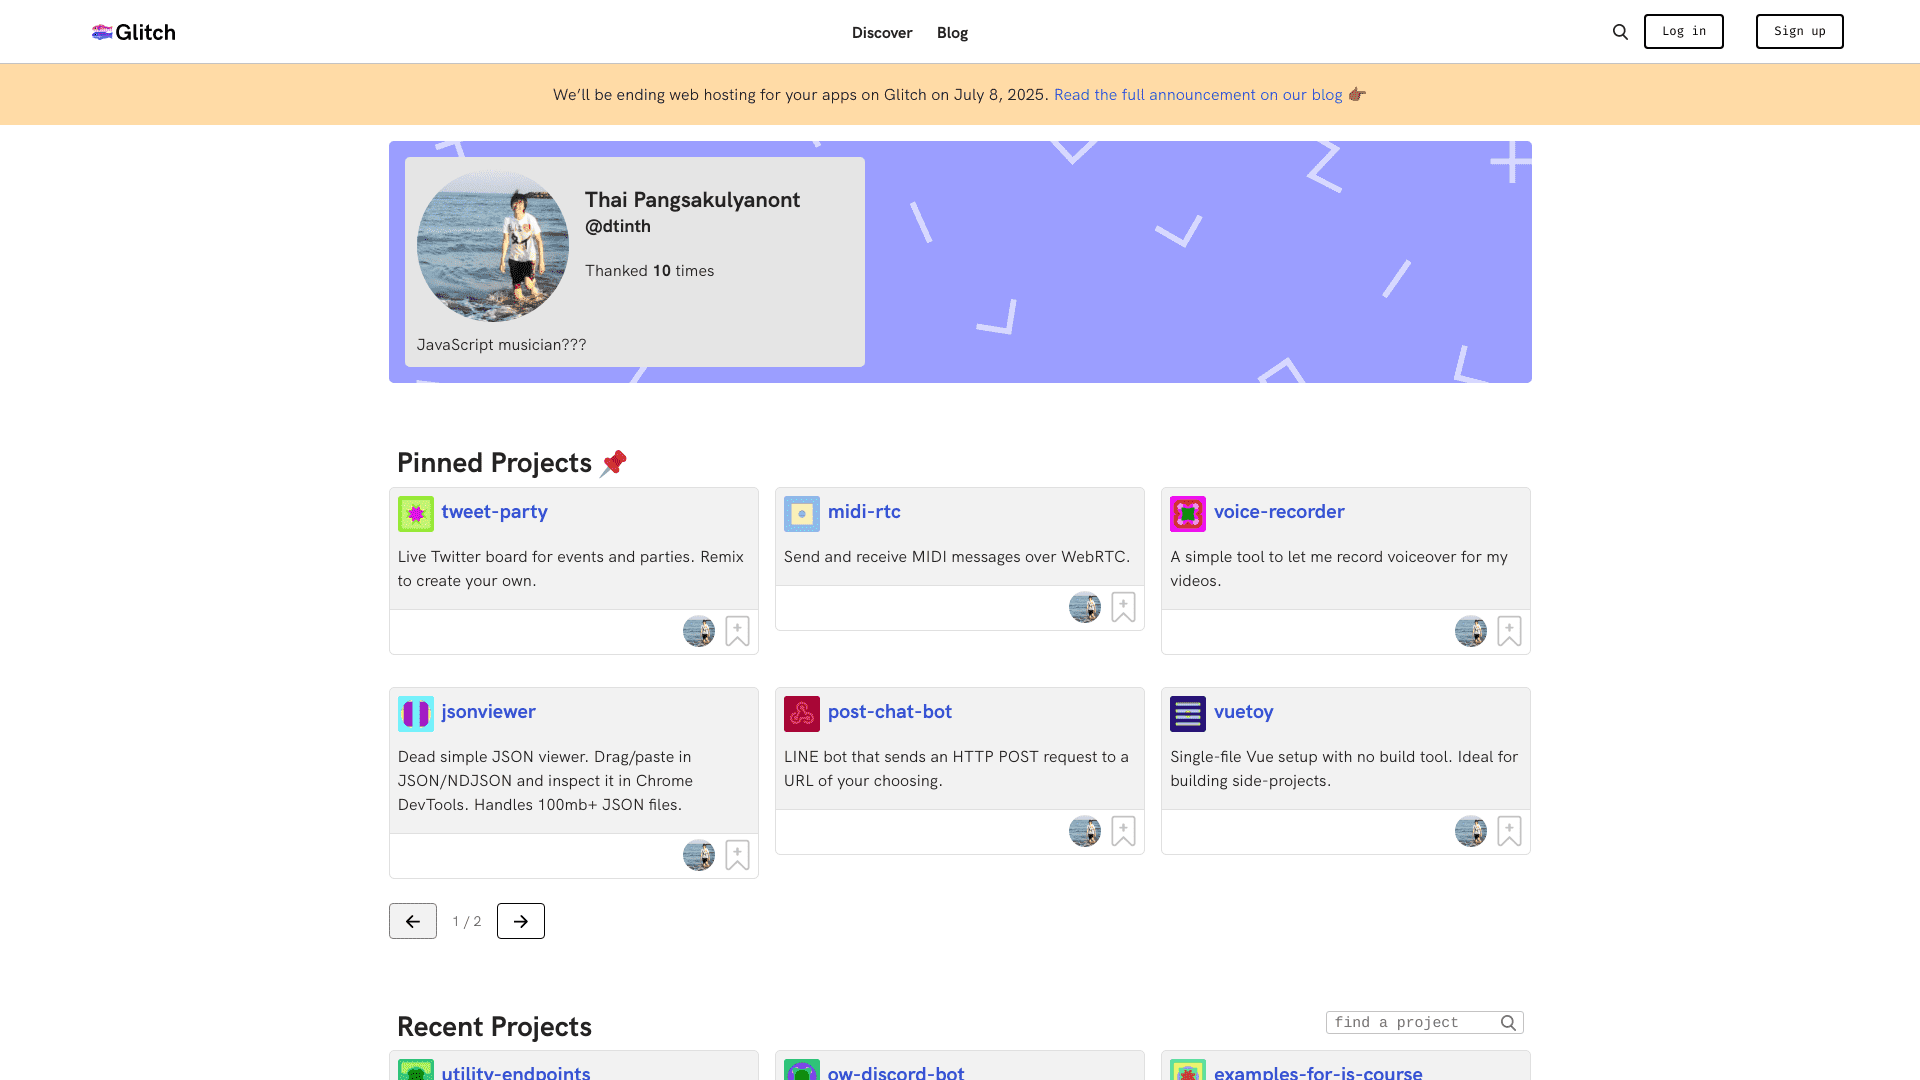 Glitch
Discover
Blog
Log in
Sign up
We’ll be ending web hosting for your apps on Glitch on July 8, 2025. Read the full announcement on our blog
Thai Pangsakulyanont
@dtinth
Thanked 10 times
JavaScript musician???
Pinned Projects
tweet-party
Live Twitter board for events and parties. Remix
to create your own.
midi-rtc
Send and receive MIDI messages over WebRTC.
voice-recorder
A simple tool to let me record voiceover for my
videos.
jsonviewer
Dead simple JSON viewer. Drag/paste in
JSON/NDJSON and inspect it in Chrome
DevTools. Handles 100mb+ JSON files.
post-chat-bot
LINE bot that sends an HTTP POST request to a
URL of your choosing.
vuetoy
Single-file Vue setup with no build tool. Ideal for
building side-projects.
1 / 2
Recent Projects
find a project
utility-endpoints
ow-discord-bot
examples-for-js-course